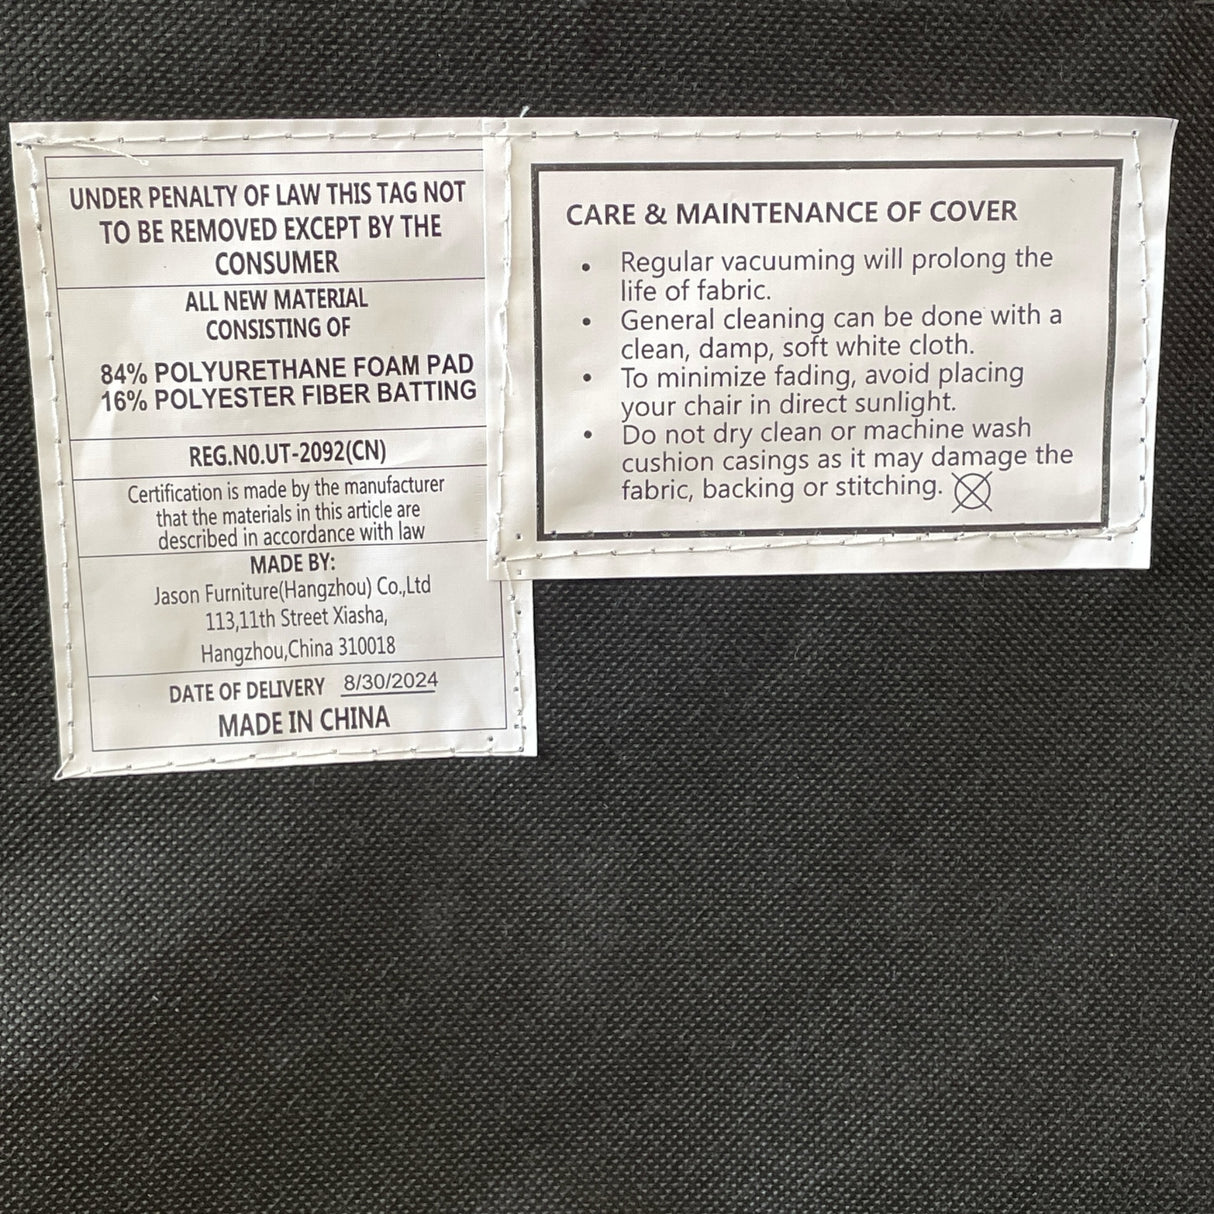 UNDER PENALTY OF LAW THIS TAG NOT
TO BE REMOVED EXCEPT BY THE
CONSUMER
ALL NEW MATERIAL
CONSISTING OF
84% POLYURETHANE FOAM PAD
16% POLYESTER FIBER BATTING
REG.NO.UT-2092(CN)
Certification is made by the manufacturer
that the materials in this article are
described in accordance with law
MADE BY:
Jason Furniture(Hangzhou) Co.,Ltd
113,11th Street Xiasha,
Hangzhou,China 310018
DATE OF DELIVERY 8/30/2024
MADE IN CHINA
CARE & MAINTENANCE OF COVER
• Regular vacuuming will prolong the
life of fabric.
• General cleaning can be done with a
clean, damp, soft white cloth.
• To minimize fading, avoid placing
your chair in direct sunlight.
• Do not dry clean or machine wash
cushion casings as it may damage the
fabric, backing or stitching.